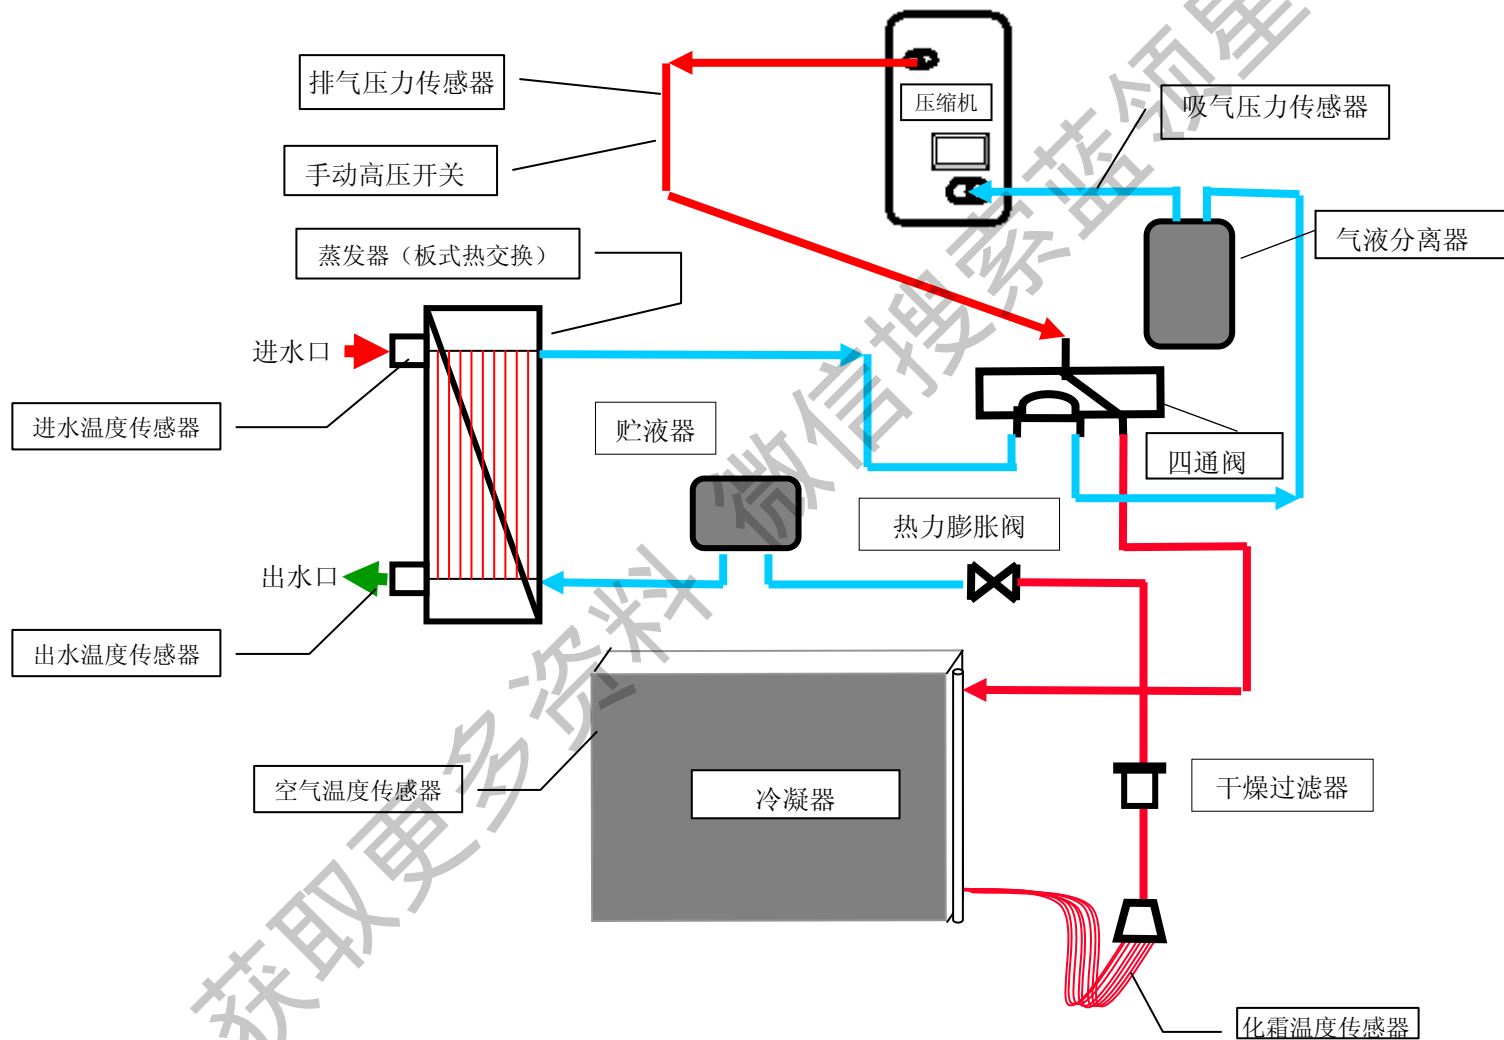 排气压力传感器
压缩机
吸气压力传感器
手动高压开关
气液分离器
蒸发器（板式热交换）
进水口
进水温度传感器
贮液器
四通阀
热力膨胀阀
出水口
出水温度传感器
空气温度传感器
冷凝器
干燥过滤器
化霜温度传感器
获取更多资料 微信搜索蓝领星